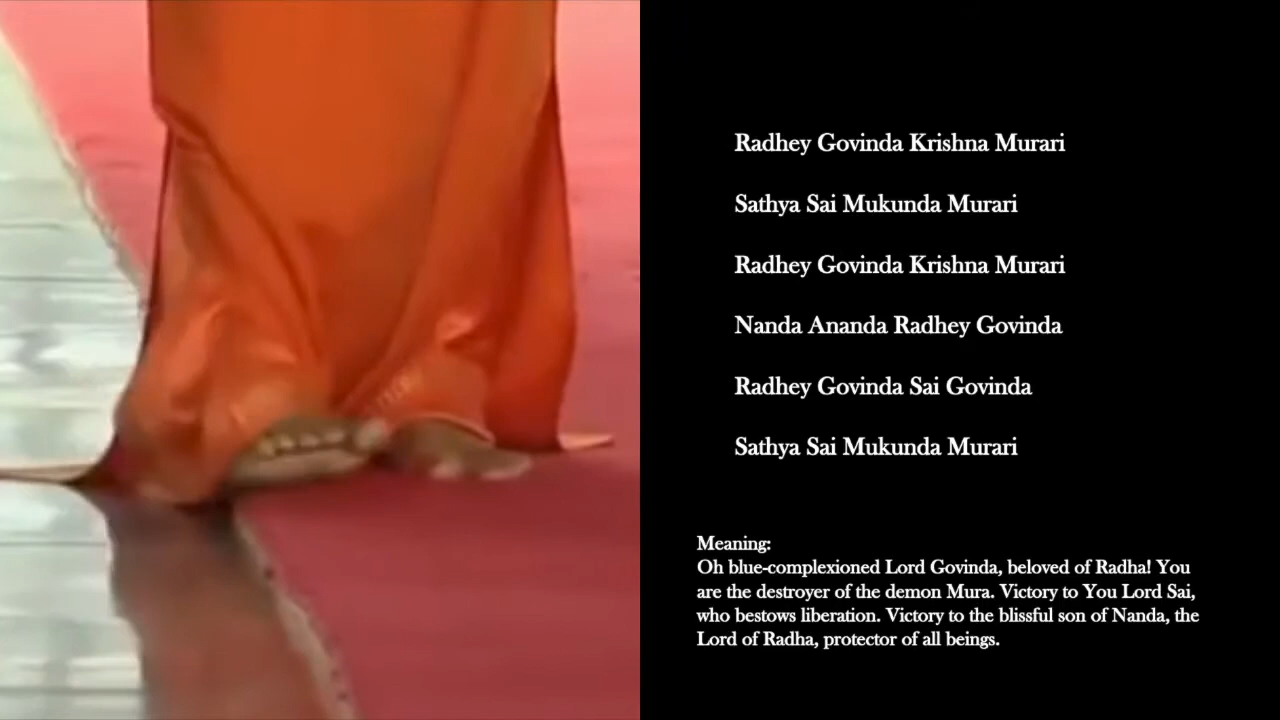 Radhey Govinda Krishna Murari
Sathya Sai Mukunda Murari
Radhey Govinda Krishna Murari
Nanda Ananda Radhey Govinda
Radhey Govinda Sai Govinda
Sathya Sai Mukunda Murari
Meaning:
Oh blue-complexioned Lord Govinda, beloved of Radha! You
are the destroyer of the demon Mura. Victory to You Lord Sai,
who bestows liberation. Victory to the blissful son of Nanda, the
Lord of Radha, protector of all beings.